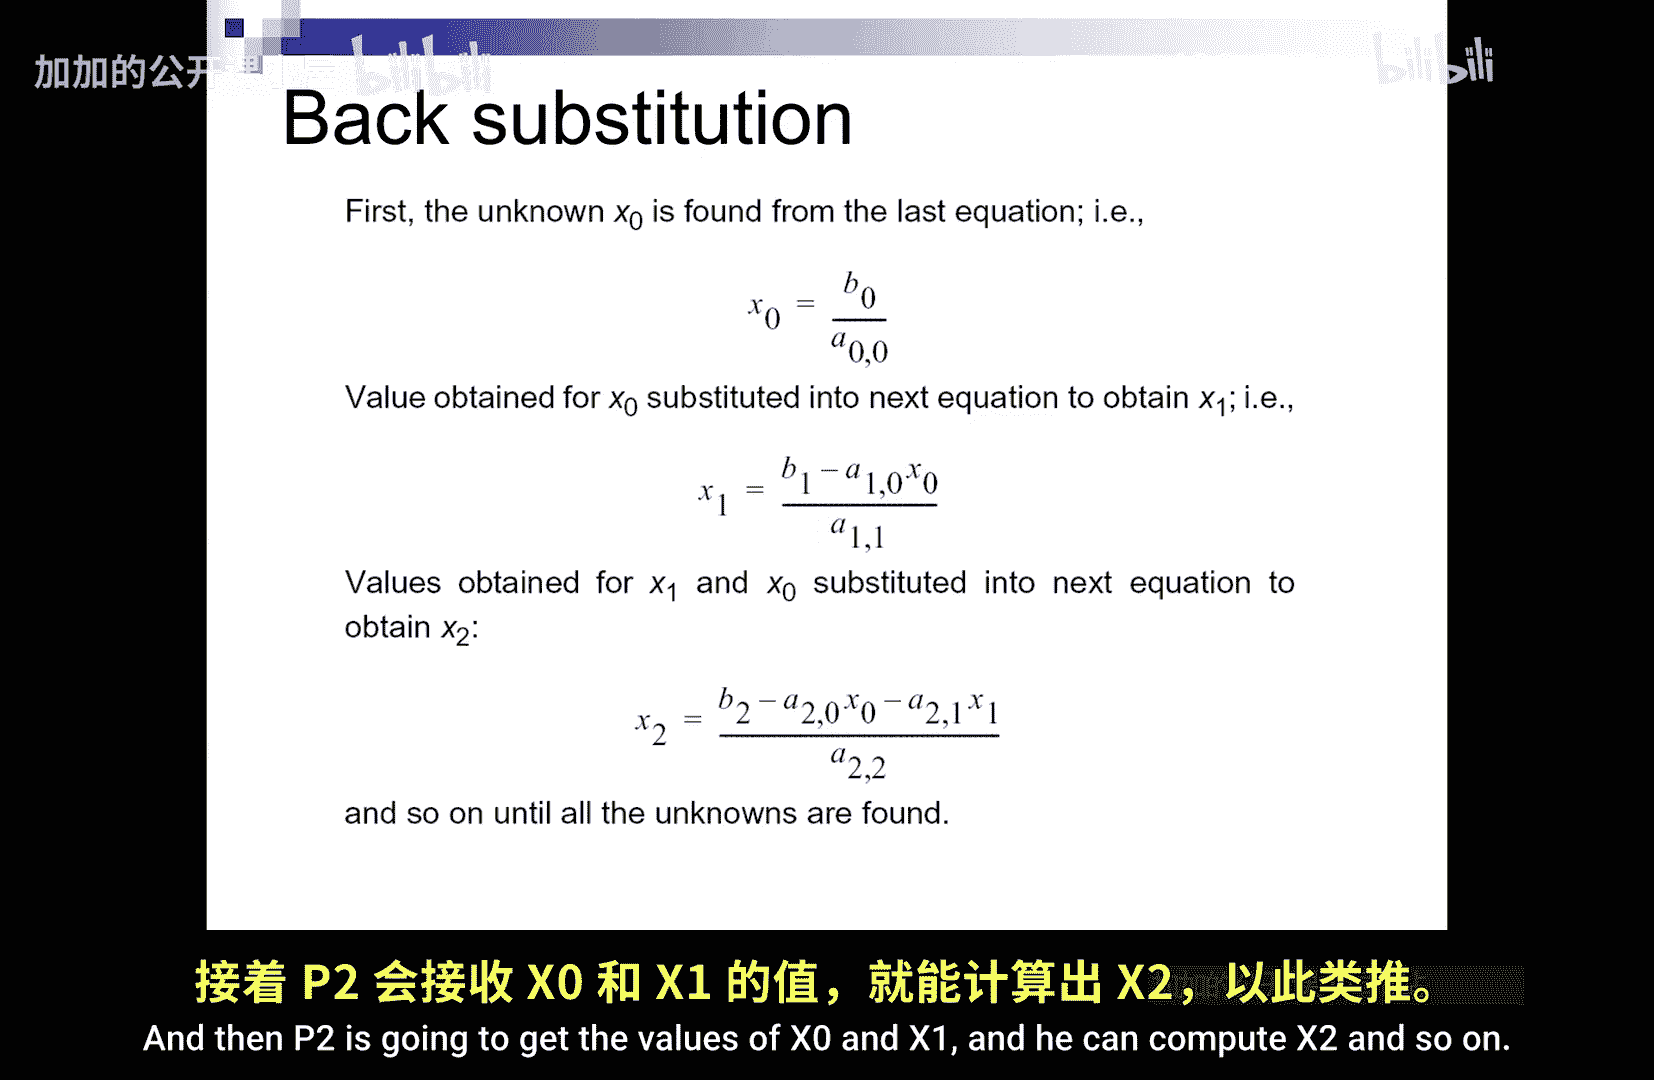 加加的公开
bilibili
bilibili
Back substitution
First, the unknown x0 is found from the last equation; i.e.,
x0 = b0 / a0,0
Value obtained for x0 substituted into next equation to obtain x1; i.e.,
x1 = (b1 − a1,0x0) / a1,1
Values obtained for x1 and x0 substituted into next equation to
obtain x2:
x2 = (b2 − a2,0x0 − a2,1x1) / a2,2
and so on until all the unknowns are found.
接着 P2 会接收 X0 和 X1 的值，就能计算出 X2，以此类推。
And then P2 is going to get the values of X0 and X1, and he can compute X2 and so on.